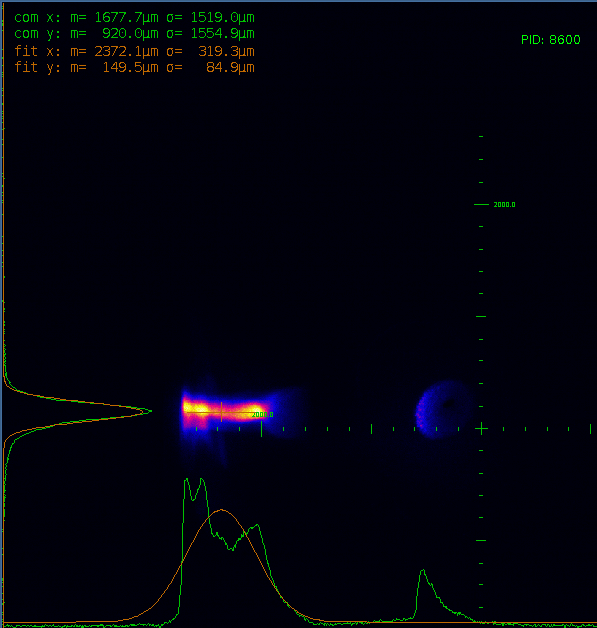 com x: m= 1677.7µm σ= 1519.0µm
com y: m=  920.0µm σ= 1554.9µm
fit x: m= 2372.1µm σ=  319.3µm
fit y: m=  149.5µm σ=   84.9µm
PID: 8600
2000.0
2000.0